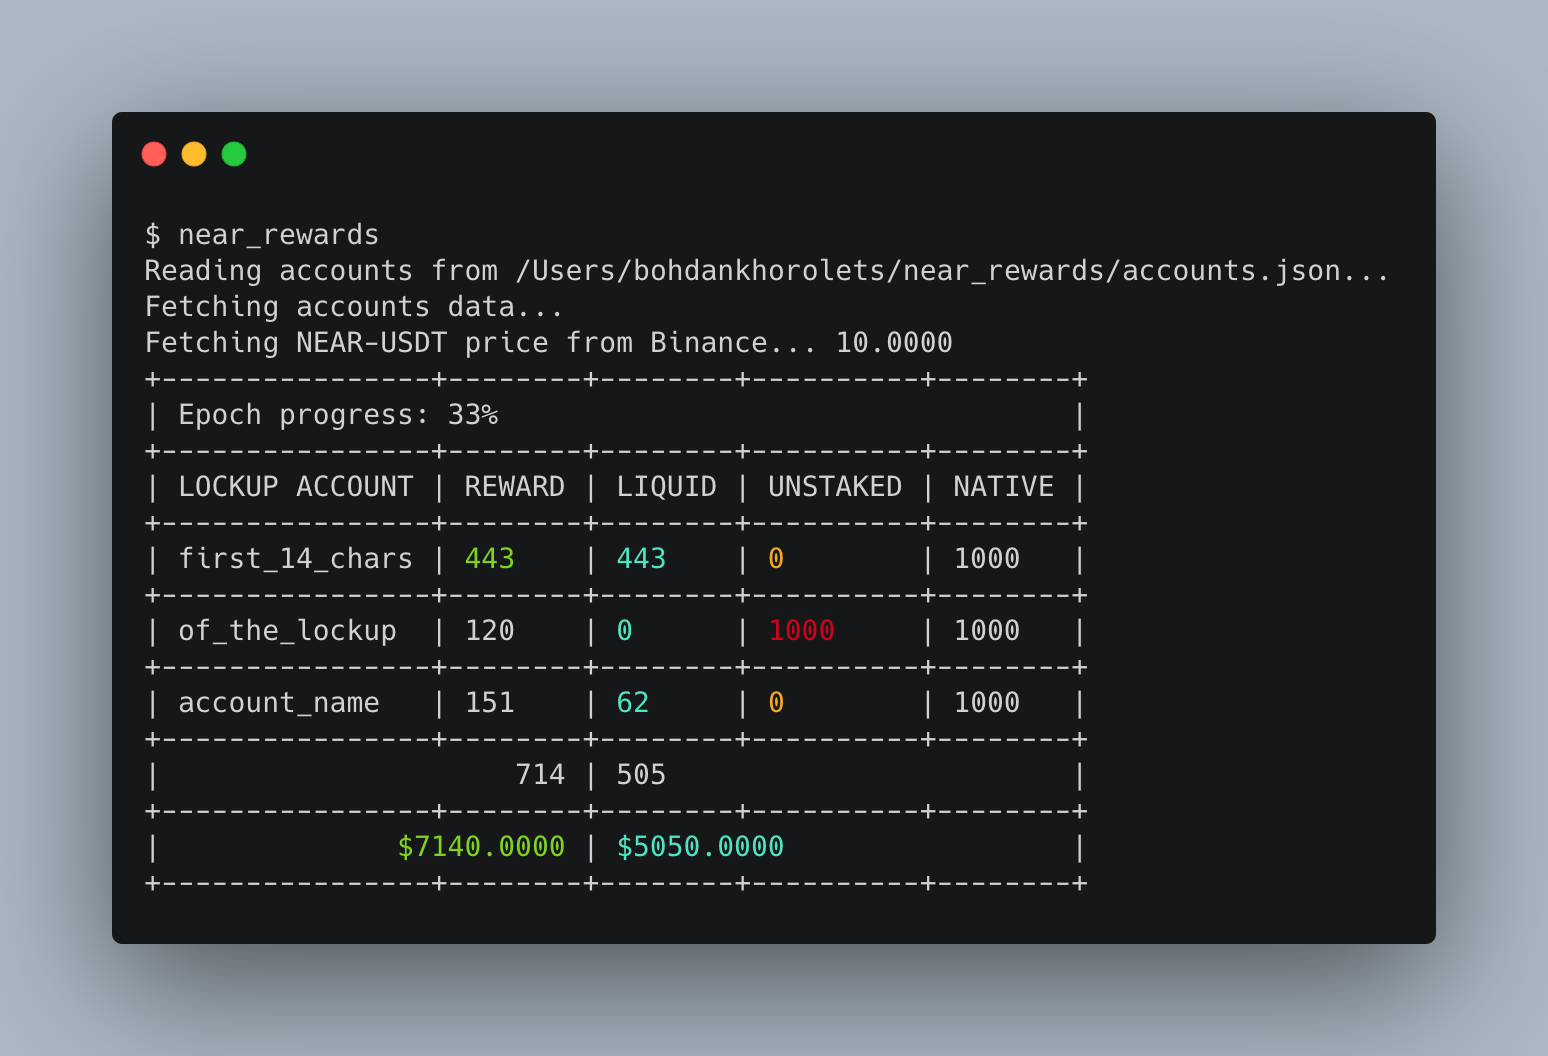 $ near_rewards
Reading accounts from /Users/bohdankhorolets/near_rewards/accounts.json...
Fetching accounts data...
Fetching NEAR-USDT price from Binance... 10.0000
+----------------+--------+--------+----------+--------+
| Epoch progress: 33%                                  |
+----------------+--------+--------+----------+--------+
| LOCKUP ACCOUNT | REWARD | LIQUID | UNSTAKED | NATIVE |
+----------------+--------+--------+----------+--------+
| first_14_chars | 443    | 443    | 0        | 1000   |
+----------------+--------+--------+----------+--------+
| of_the_lockup  | 120    | 0      | 1000     | 1000   |
+----------------+--------+--------+----------+--------+
| account_name   | 151    | 62     | 0        | 1000   |
+----------------+--------+--------+----------+--------+
|                     714 | 505                        |
+----------------+--------+--------+----------+--------+
|              $7140.0000 | $5050.0000                 |
+----------------+--------+--------+----------+--------+